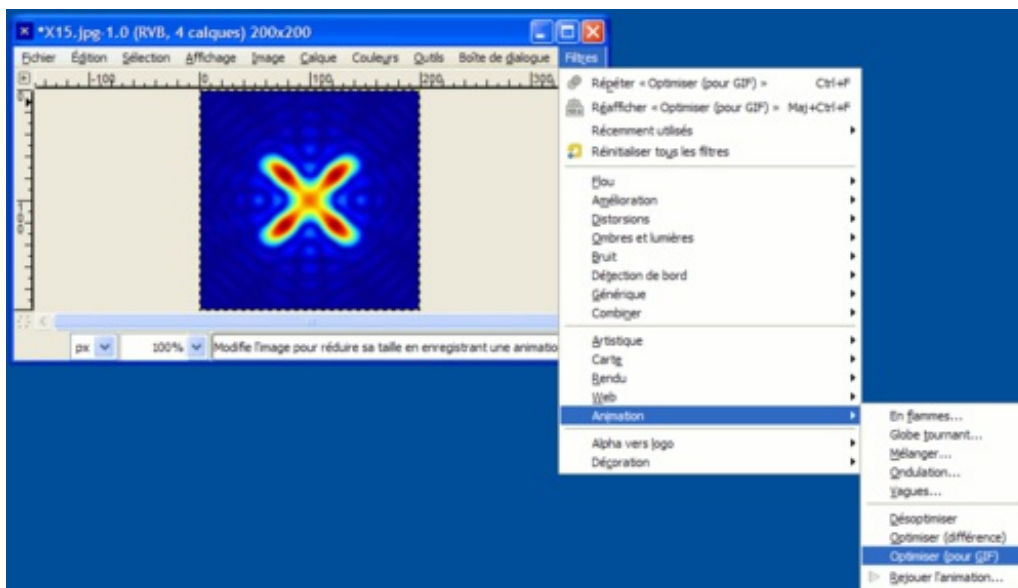 *X15.jpg-1.0 (RVB, 4 calques) 200x200
Fichier Édition Sélection Affichage Image Calque Couleurs Outils Boîte de dialogue Filtres
-100 0 100 200 300
Répéter « Optimiser (pour GIF) » Ctrl+F
Réafficher « Optimiser (pour GIF) » Maj+Ctrl+F
Récemment utilisés
Réinitialiser tous les filtres
Flou
Amélioration
Distorsions
Ombres et lumières
Bruit
Détection de bord
Générique
Combiner
px 100% Modifie l'image pour réduire sa taille en enregistrant une animatio
Artistique
Carte
Rendu
Web
Animation
Alpha vers logo
Décoration
En flammes...
Globe tournant...
Mélanger...
Ondulation...
Vagues...
Désoptimiser
Optimiser (différence)
Optimiser (pour GIF)
Rejouer l'animation...